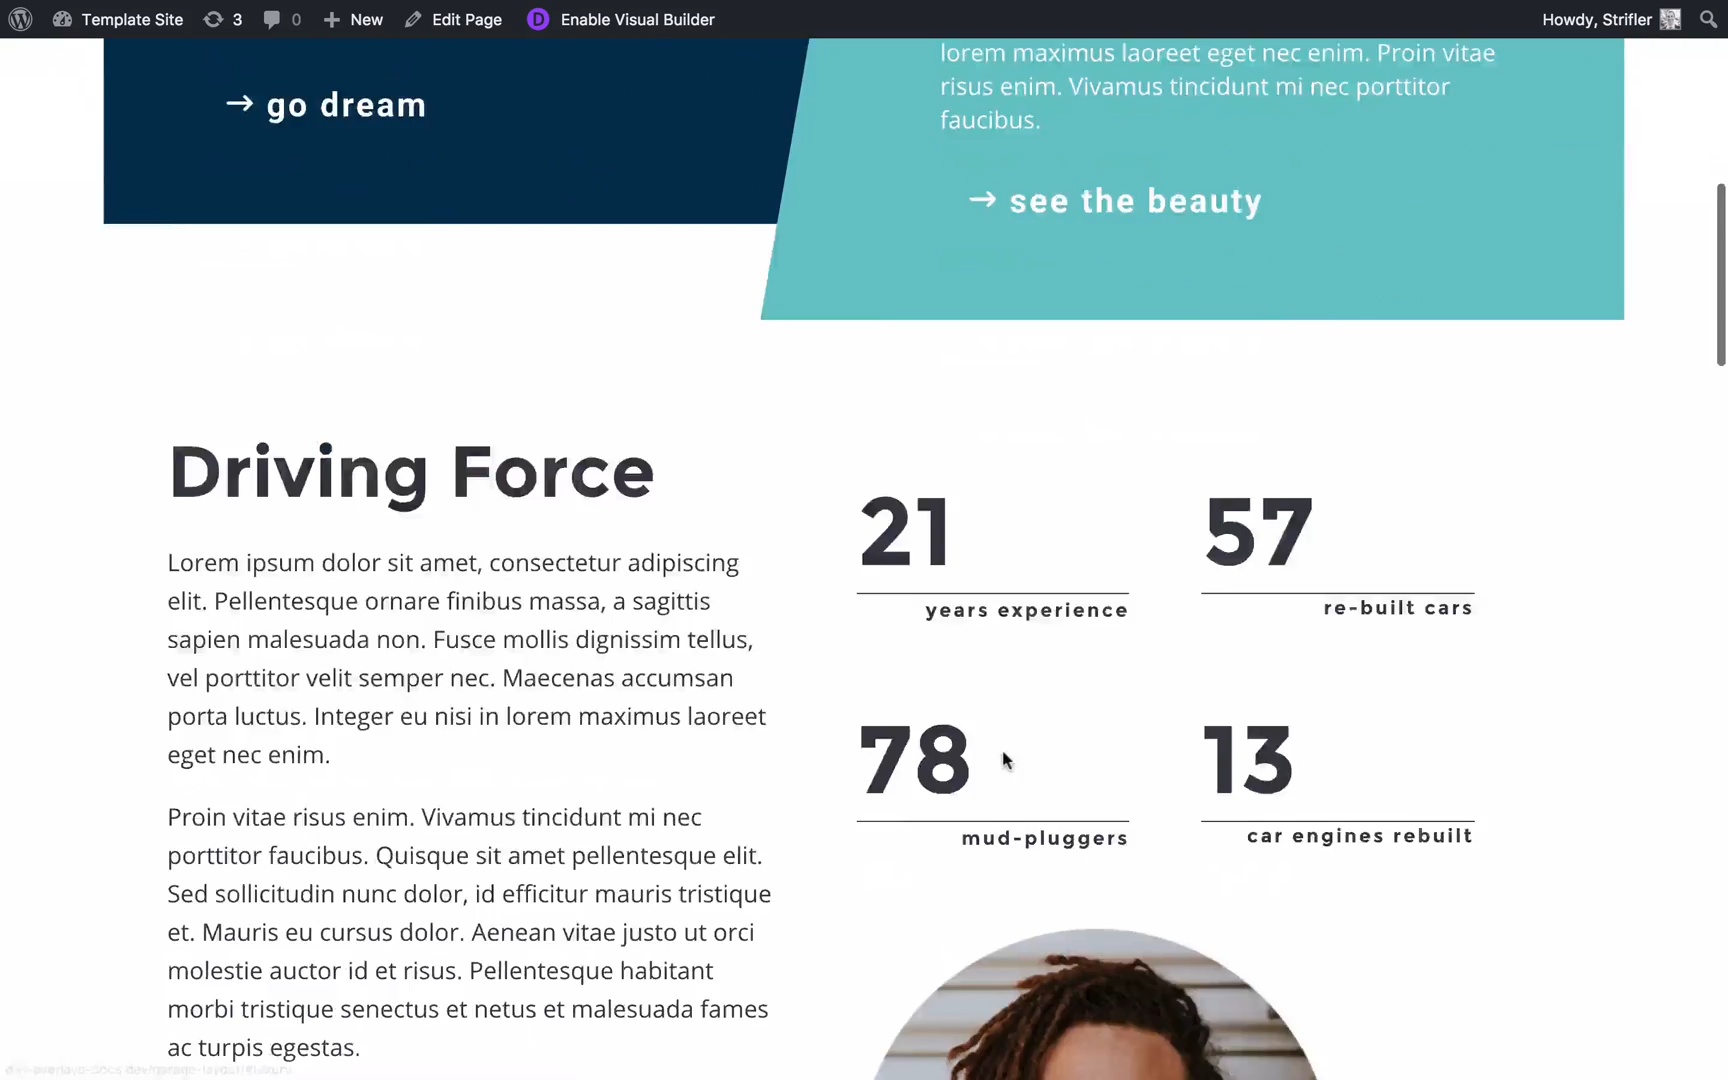 Template Site 3 0 New Edit Page D Enable Visual Builder Howdy, Strifler
→ go dream
lorem maximus laoreet eget nec enim. Proin vitae
risus enim. Vivamus tincidunt mi nec porttitor
faucibus.
→ see the beauty
Driving Force
Lorem ipsum dolor sit amet, consectetur adipiscing
elit. Pellentesque ornare finibus massa, a sagittis
sapien malesuada non. Fusce mollis dignissim tellus,
vel porttitor velit semper nec. Maecenas accumsan
porta luctus. Integer eu nisi in lorem maximus laoreet
eget nec enim.
Proin vitae risus enim. Vivamus tincidunt mi nec
porttitor faucibus. Quisque sit amet pellentesque elit.
Sed sollicitudin nunc dolor, id efficitur mauris tristique
et. Mauris eu cursus dolor. Aenean vitae justo ut orci
molestie auctor id et risus. Pellentesque habitant
morbi tristique senectus et netus et malesuada fames
ac turpis egestas.
21
years experience
57
re-built cars
78
mud-pluggers
13
car engines rebuilt